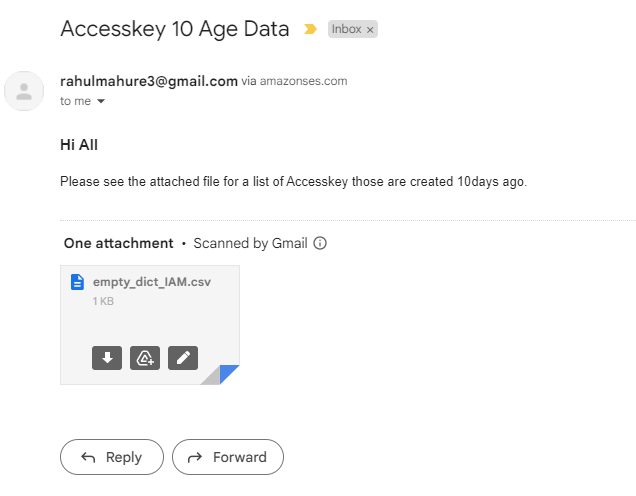 Accesskey 10 Age Data Inbox ×
rahulmahure3@gmail.com via amazonses.com
to me
Hi All
Please see the attached file for a list of Accesskey those are created 10days ago.
One attachment • Scanned by Gmail
empty_dict_IAM.csv
1 KB
Reply Forward